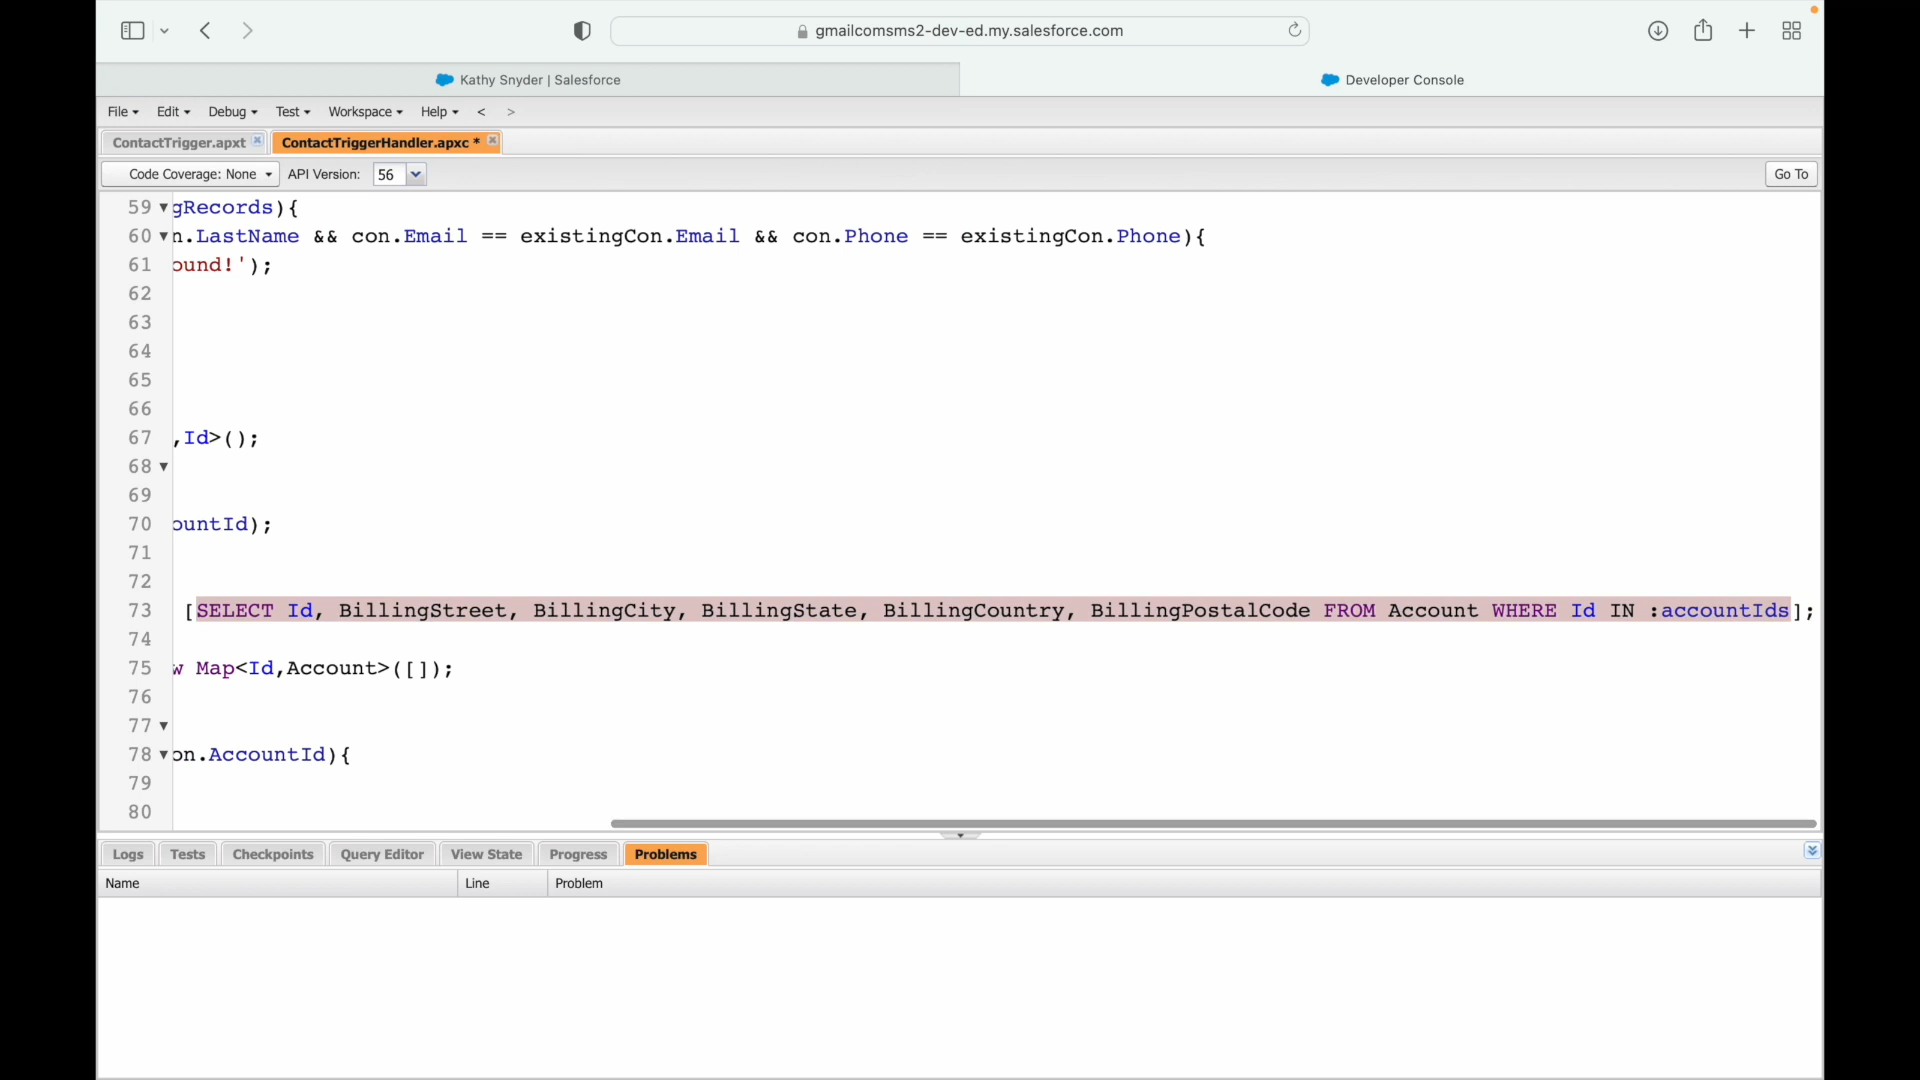 gmailcomsms2-dev-ed.my.salesforce.com
Kathy Snyder | Salesforce
Developer Console
File Edit Debug Test Workspace Help < >
ContactTrigger.apxt
ContactTriggerHandler.apxc *
Code Coverage: None API Version: 56 Go To
59 gRecords){
60 n.LastName && con.Email == existingCon.Email && con.Phone == existingCon.Phone){
61 ound!');
62
63
64
65
66
67 ,Id>();
68
69
70 ountId);
71
72
73 [SELECT Id, BillingStreet, BillingCity, BillingState, BillingCountry, BillingPostalCode FROM Account WHERE Id IN :accountIds];
74
75 w Map<Id,Account>([]);
76
77
78 on.AccountId){
79
80
Logs Tests Checkpoints Query Editor View State Progress Problems
Name Line Problem